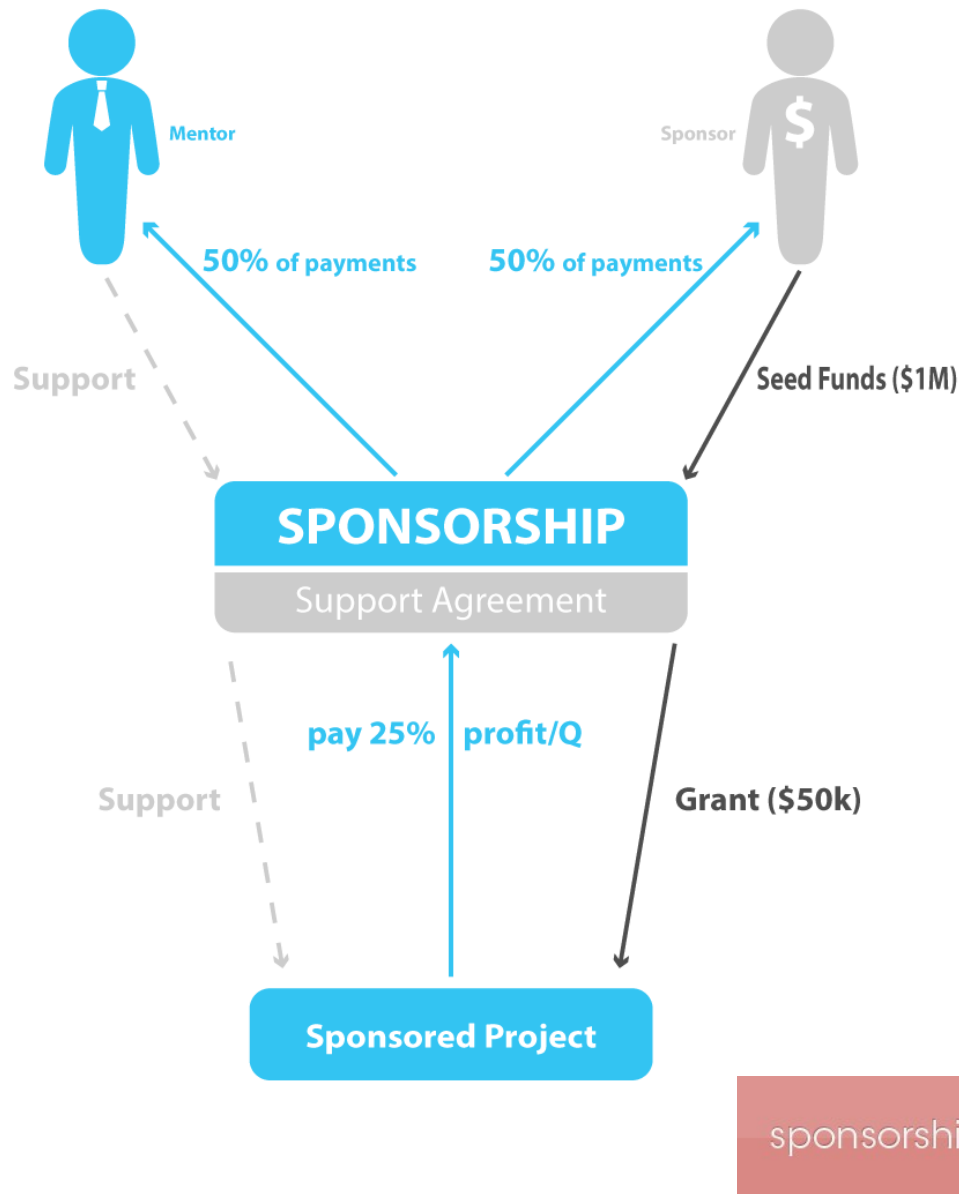 Mentor
Sponsor
$
50% of payments
50% of payments
Support
Seed Funds ($1M)
SPONSORSHIP
Support Agreement
pay 25% profit/Q
Support
Grant ($50k)
Sponsored Project
sponsorshi